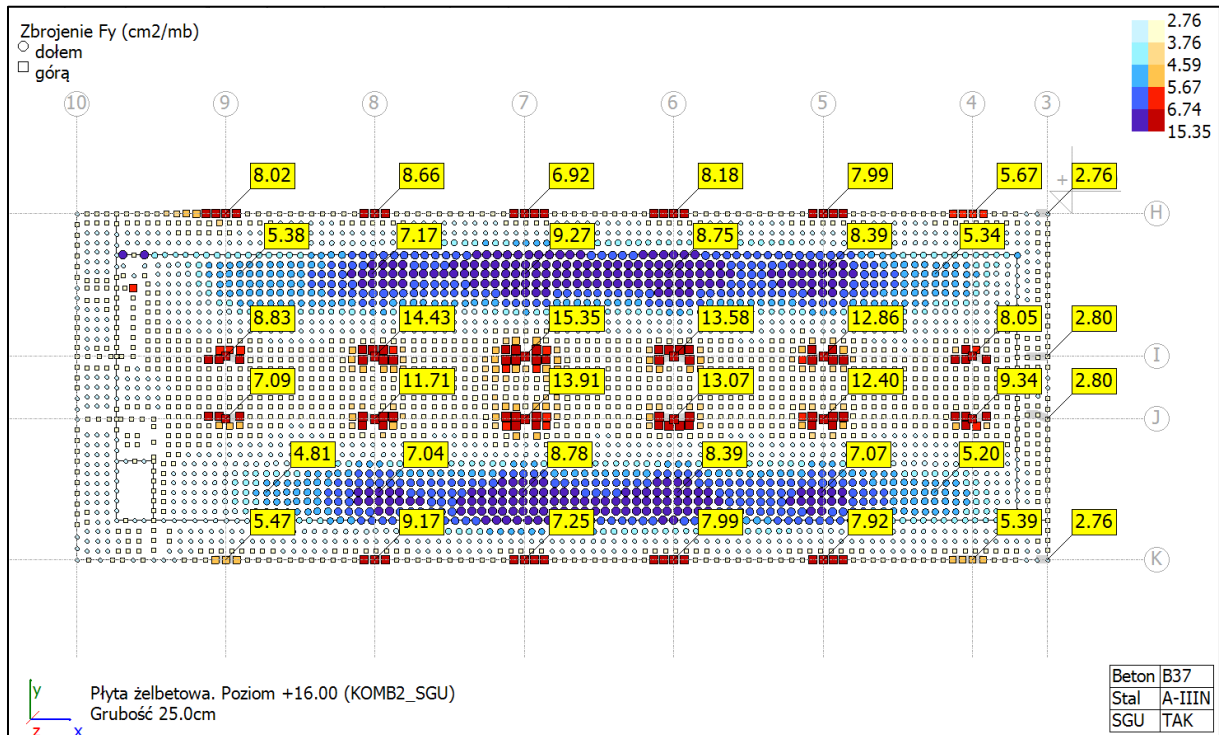 Zbrojenie Fy (cm2/mb)
dołem
górą
2.76
3.76
4.59
5.67
6.74
15.35
10 9 8 7 6 5 4 3
8.02 8.66 6.92 8.18 7.99 5.67 2.76
H
5.38 7.17 9.27 8.75 8.39 5.34
8.83 14.43 15.35 13.58 12.86 8.05 2.80
I
7.09 11.71 13.91 13.07 12.40 9.34 2.80
J
4.81 7.04 8.78 8.39 7.07 5.20
5.47 9.17 7.25 7.99 7.92 5.39 2.76
K
y
z x
Płyta żelbetowa. Poziom +16.00 (KOMB2_SGU)
Grubość 25.0cm
Beton B37
Stal A-IIIN
SGU TAK